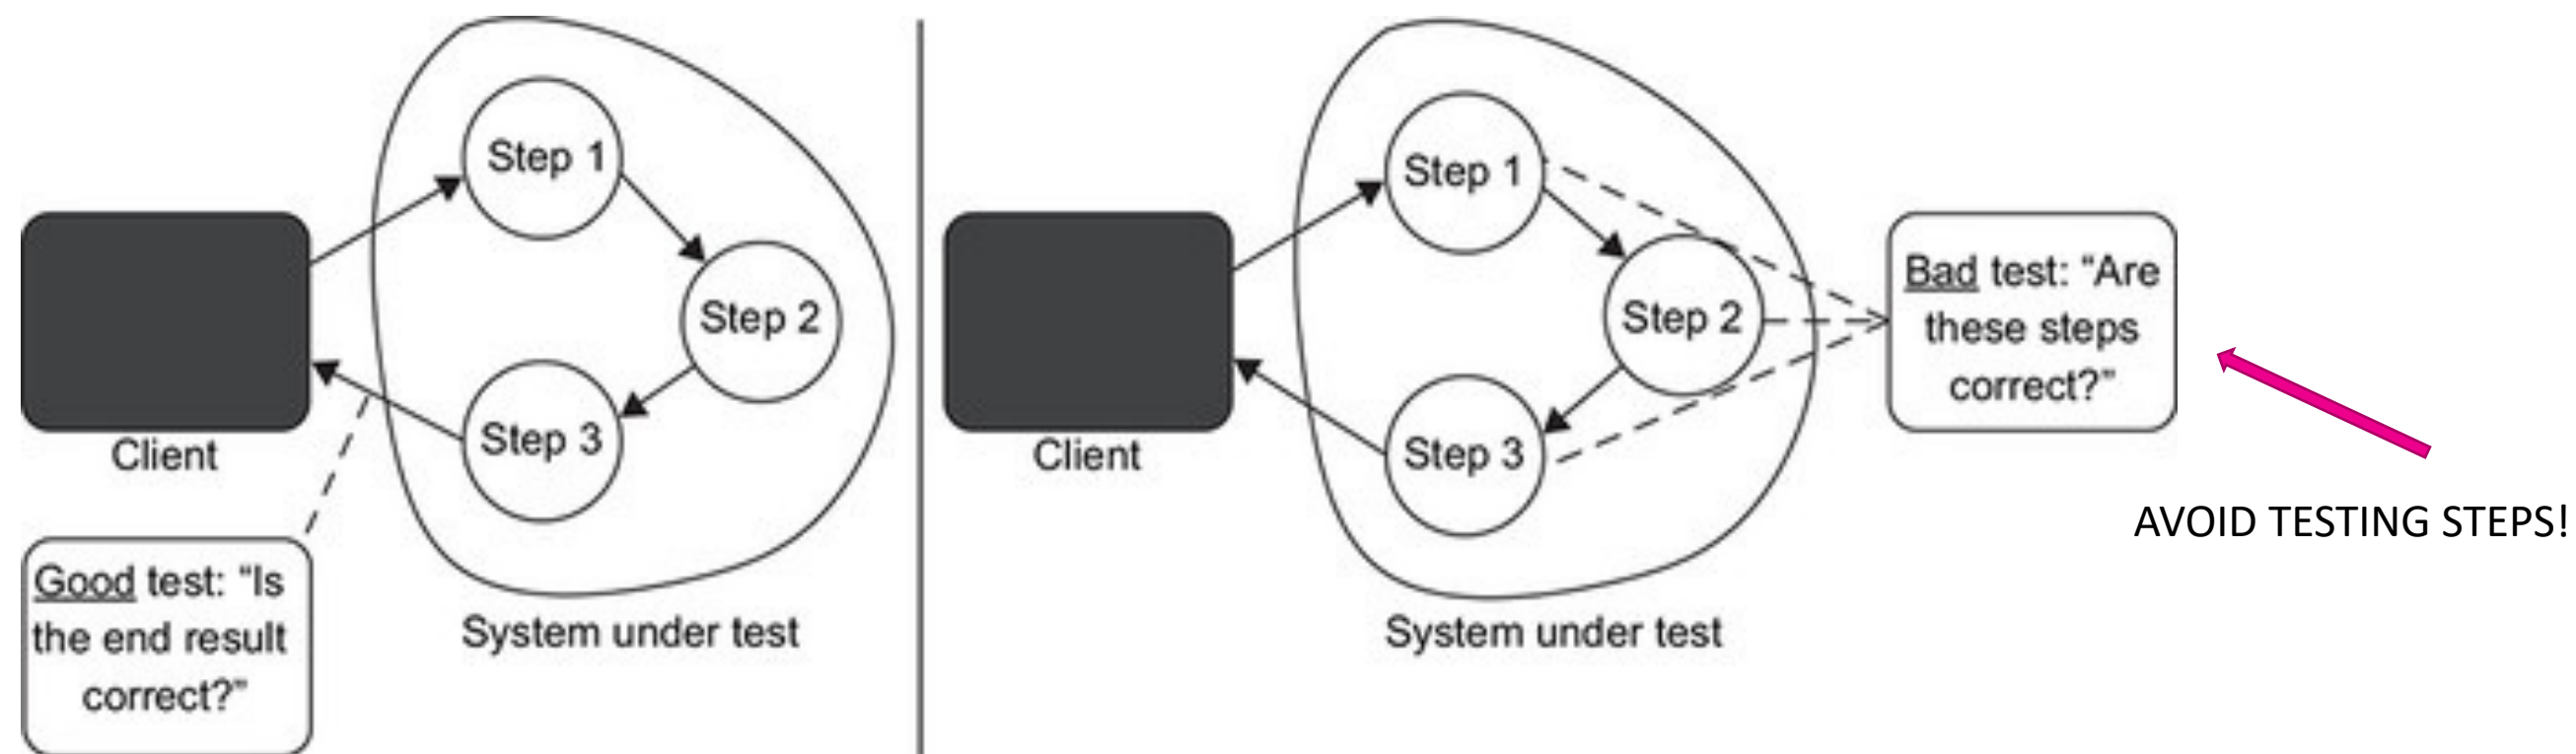 Step 1
Step 2
Step 3
Client
Good test: “Is
the end result
correct?”
System under test
Step 1
Step 2
Step 3
Client
System under test
Bad test: “Are
these steps
correct?”
AVOID TESTING STEPS!